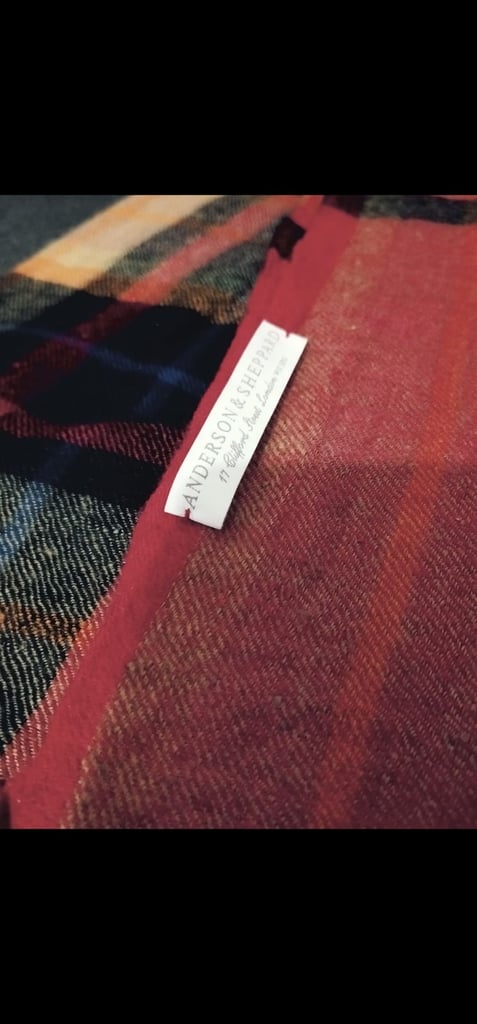 ANDERSON & SHEPPARD
17 Clifford Street London